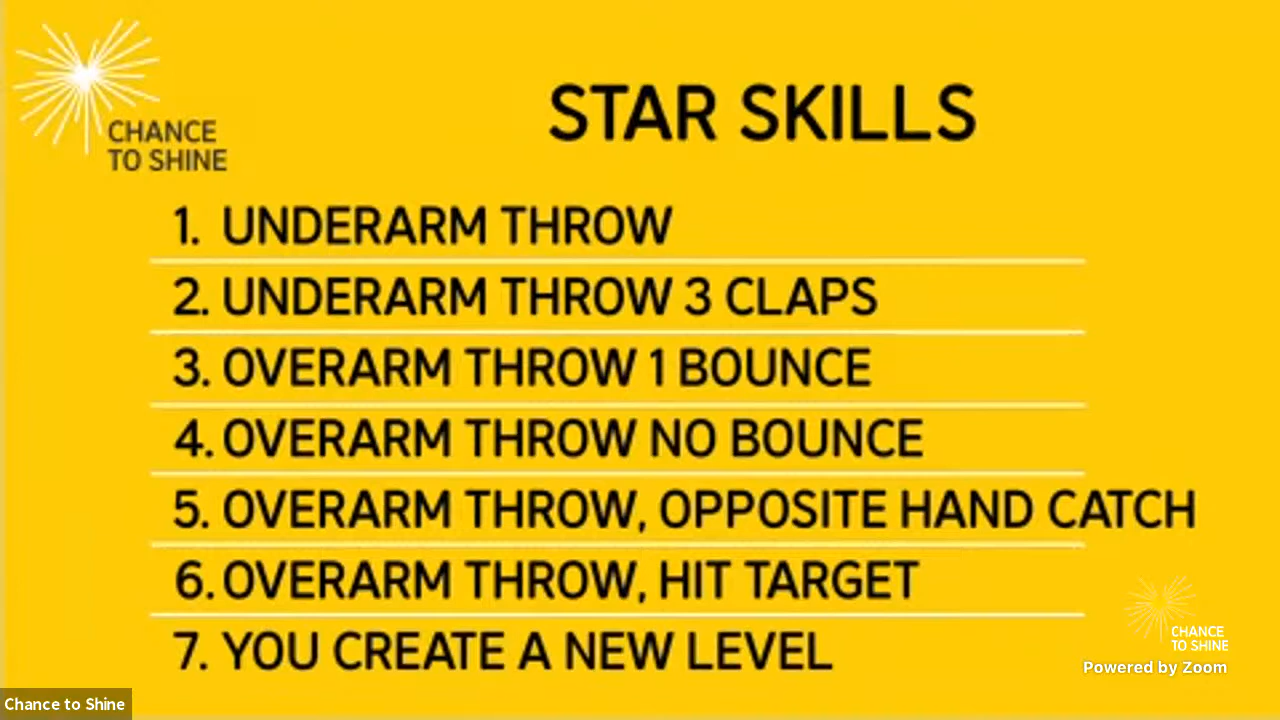 CHANCE
TO SHINE
STAR SKILLS
1. UNDERARM THROW
2. UNDERARM THROW 3 CLAPS
3. OVERARM THROW 1 BOUNCE
4. OVERARM THROW NO BOUNCE
5. OVERARM THROW, OPPOSITE HAND CATCH
6. OVERARM THROW, HIT TARGET
7. YOU CREATE A NEW LEVEL
CHANCE
TO SHINE
Powered by Zoom
Chance to Shine